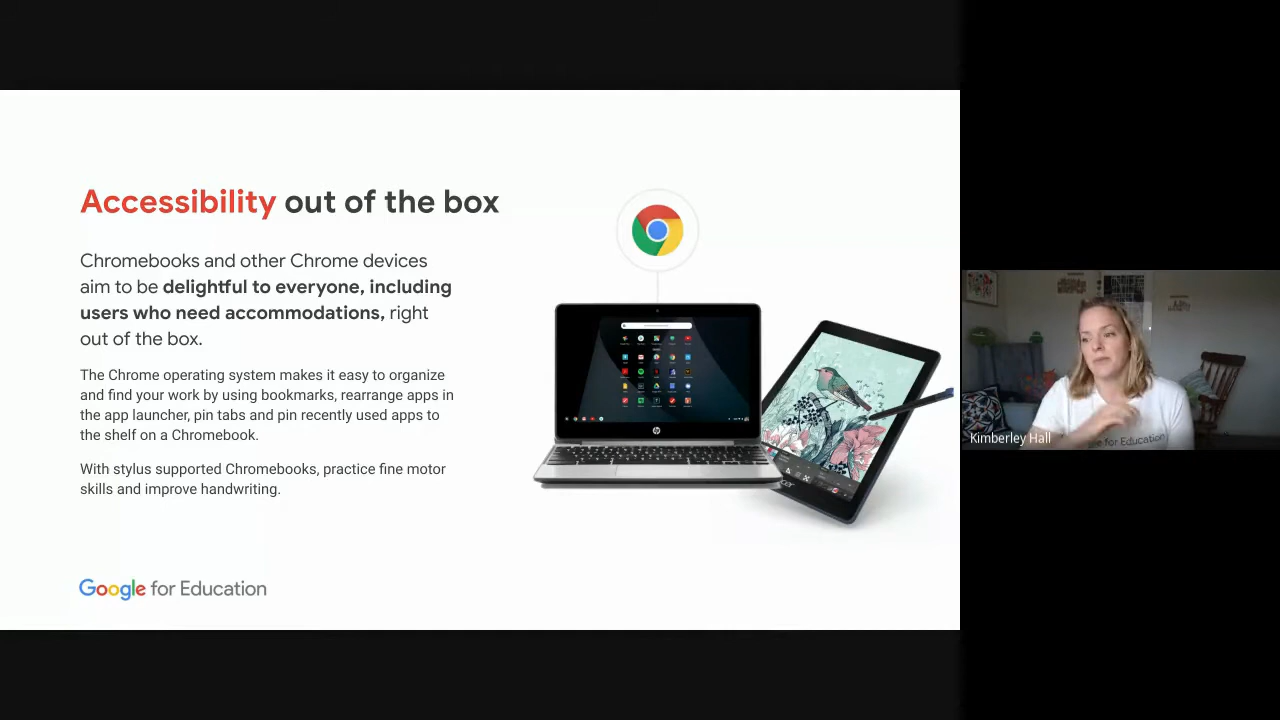 Accessibility out of the box
Chromebooks and other Chrome devices
aim to be delightful to everyone, including
users who need accommodations, right
out of the box.
The Chrome operating system makes it easy to organize
and find your work by using bookmarks, rearrange apps in
the app launcher, pin tabs and pin recently used apps to
the shelf on a Chromebook.
With stylus supported Chromebooks, practice fine motor
skills and improve handwriting.
Google for Education
hp
acer
Kimberley Hall
for Education